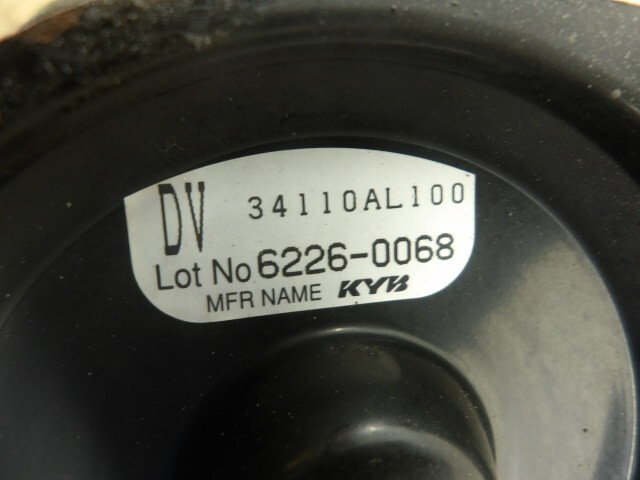 DV 34110AL100
Lot No 6226-0068
MFR NAME KYB